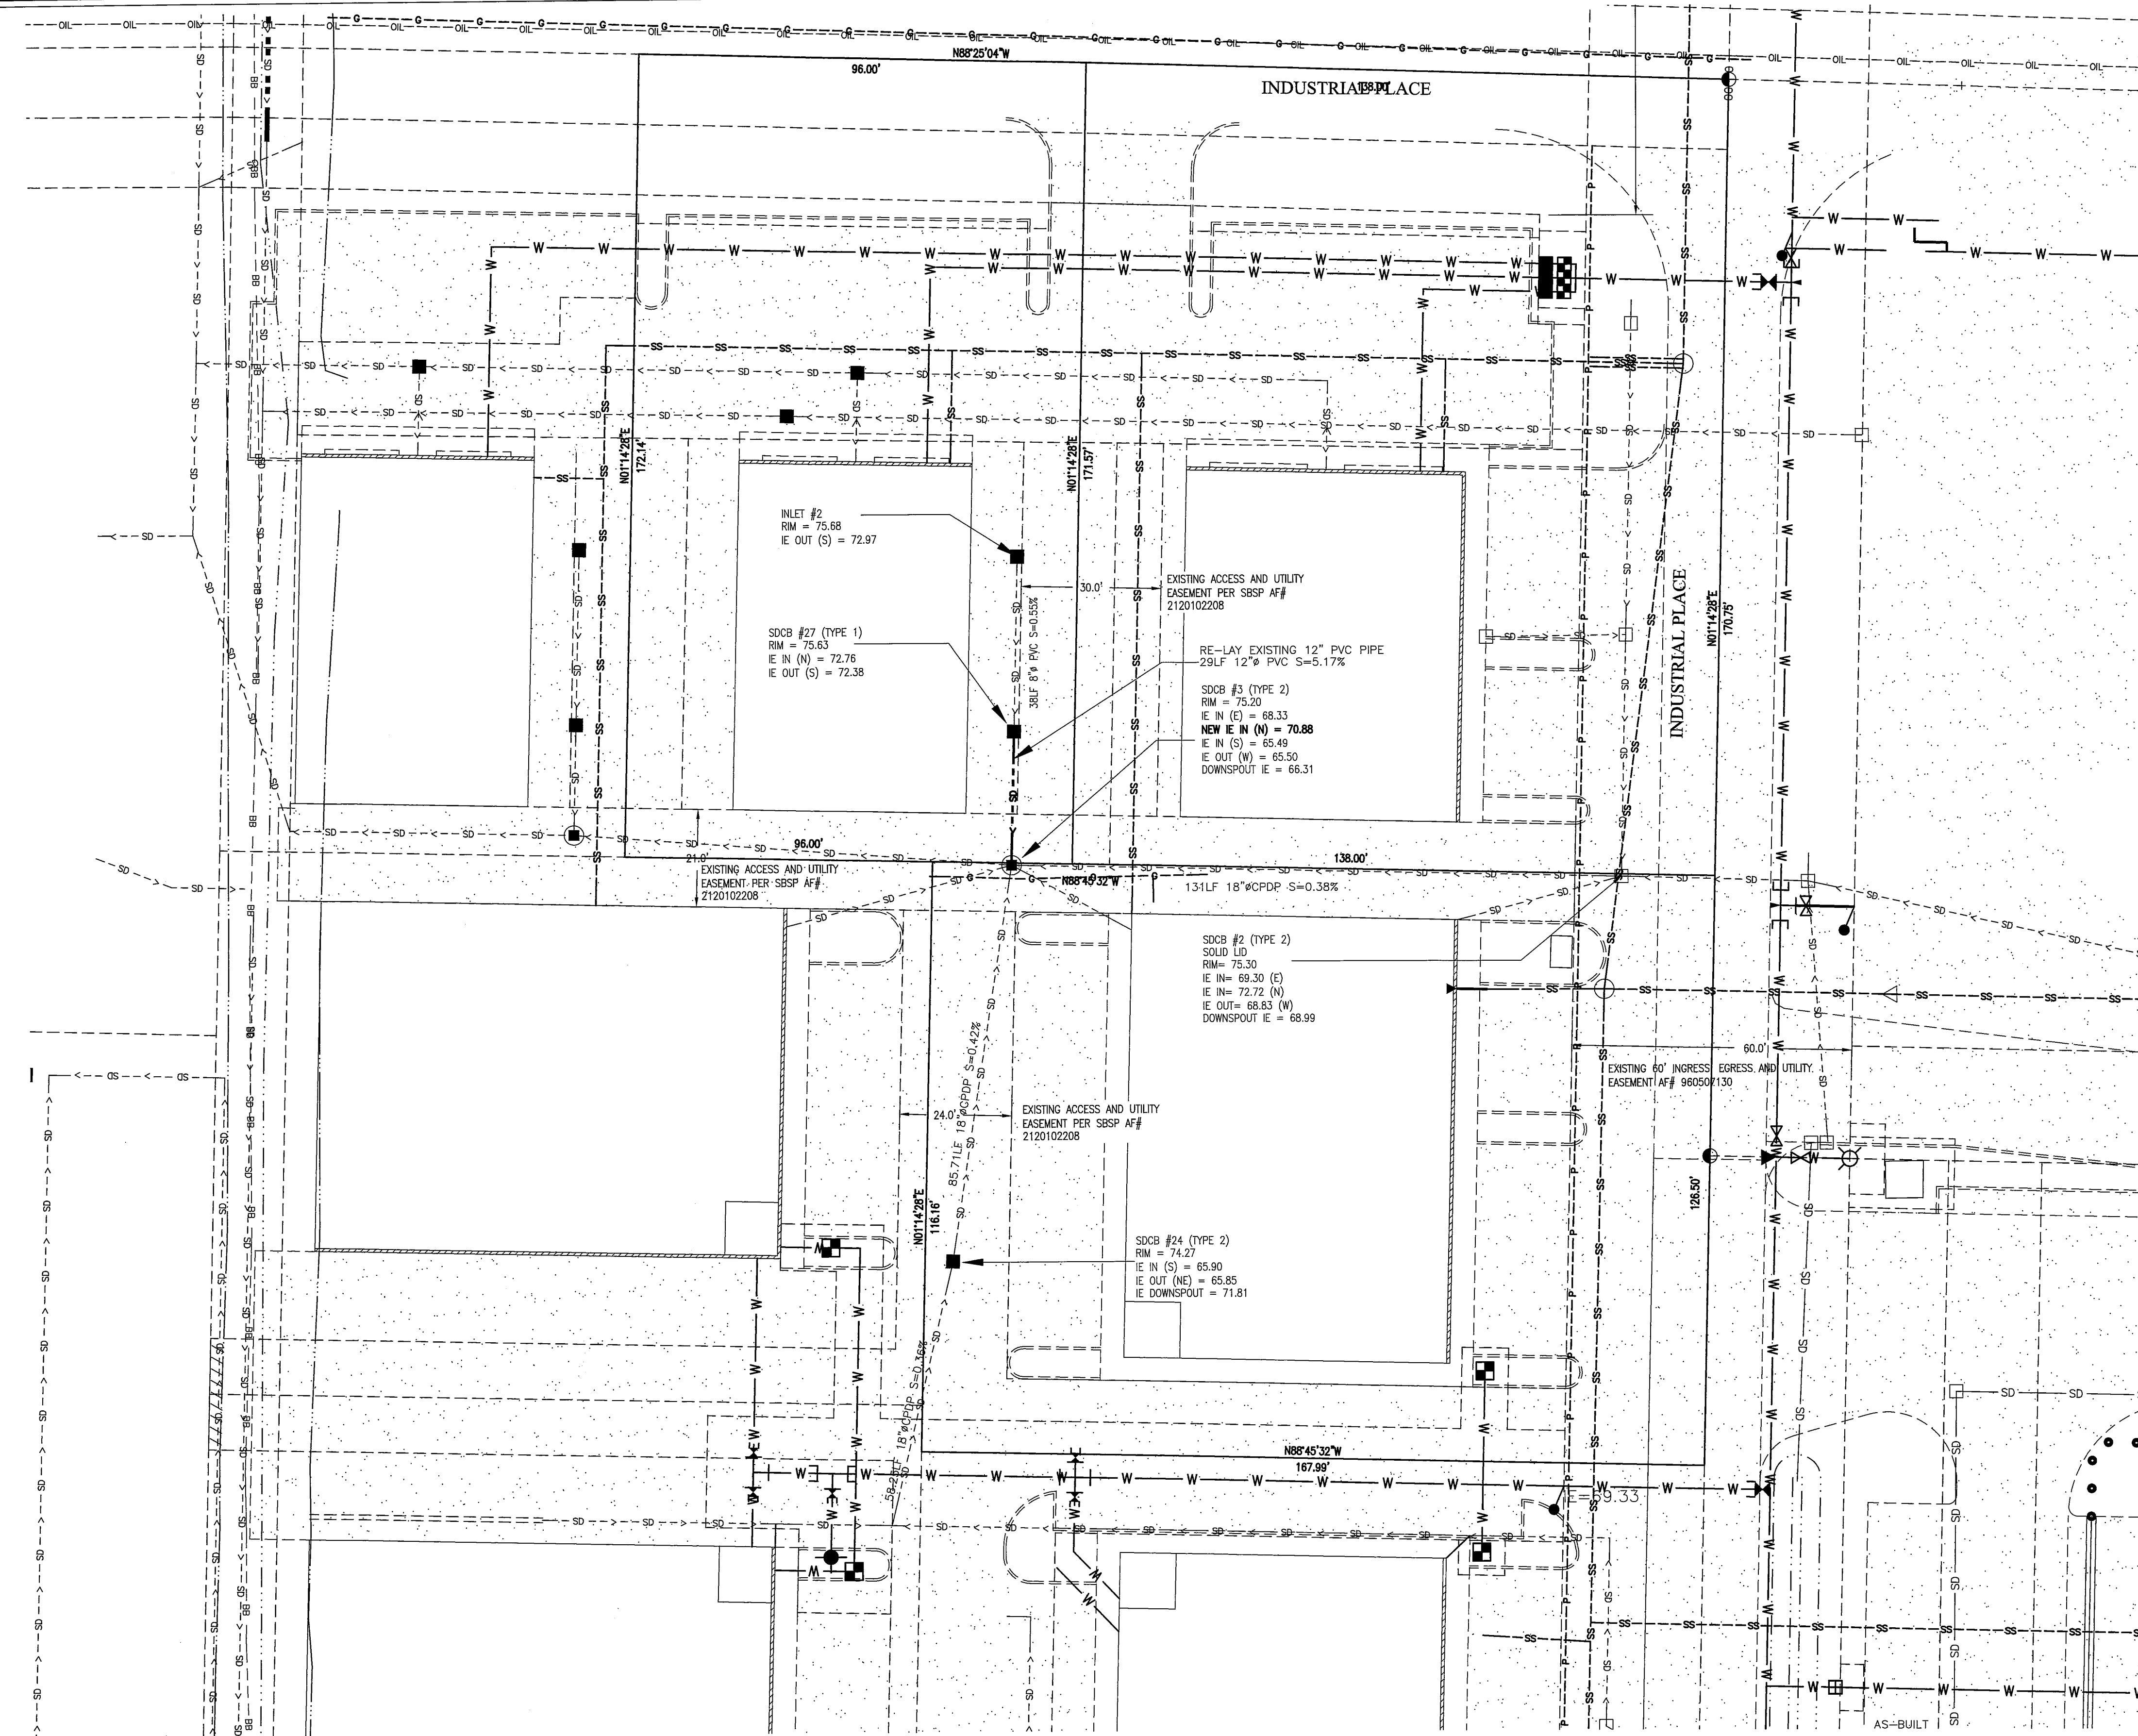 N88°25'04"W
96.00'
138.00'
INDUSTRIAL PLACE
N01°14'28"E
172.14'
N01°14'28"E
171.57'
INLET #2
RIM = 75.68
IE OUT (S) = 72.97
30.0'
EXISTING ACCESS AND UTILITY
EASEMENT PER SBSP AF#
2120102208
38LF 8"ø PVC S=0.55%
SDCB #27 (TYPE 1)
RIM = 75.63
IE IN (N) = 72.76
IE OUT (S) = 72.38
RE-LAY EXISTING 12" PVC PIPE
29LF 12"ø PVC S=5.17%
SDCB #3 (TYPE 2)
RIM = 75.20
IE IN (E) = 68.33
NEW IE IN (N) = 70.88
IE IN (S) = 65.49
IE OUT (W) = 65.50
DOWNSPOUT IE = 66.31
INDUSTRIAL PLACE
N01°14'28"E
170.75'
96.00'
138.00'
21.0'
EXISTING ACCESS AND UTILITY
EASEMENT PER SBSP AF#
2120102208
N88°45'32"W
131LF 18"øCPDP S=0.38%
SDCB #2 (TYPE 2)
SOLID LID
RIM= 75.30
IE IN= 69.30 (E)
IE IN= 72.72 (N)
IE OUT= 68.83 (W)
DOWNSPOUT IE = 68.99
60.0'
EXISTING 60' INGRESS, EGRESS, AND UTILITY
EASEMENT AF# 960507130
24.0'
EXISTING ACCESS AND UTILITY
EASEMENT PER SBSP AF#
2120102208
85.71LF 18"øCPDP S=0.42%
N01°14'28"E
116.16'
126.50'
SDCB #24 (TYPE 2)
RIM = 74.27
IE IN (S) = 65.90
IE OUT (NE) = 65.85
IE DOWNSPOUT = 71.81
18"øCPDP S=0.36%
N88°45'32"W
167.99'
AS-BUILT